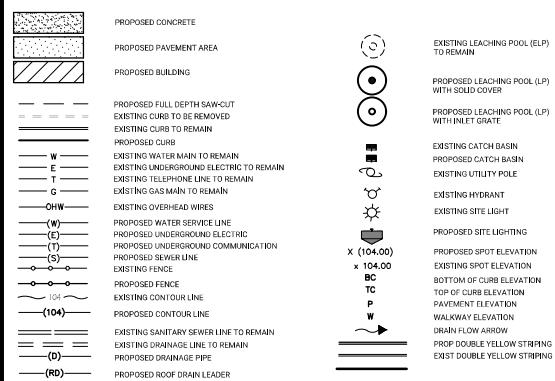 PROPOSED CONCRETE
PROPOSED PAVEMENT AREA
PROPOSED BUILDING
PROPOSED FULL DEPTH SAW-CUT
EXISTING CURB TO BE REMOVED
EXISTING CURB TO REMAIN
PROPOSED CURB
W EXISTING WATER MAIN TO REMAIN
E EXISTING UNDERGROUND ELECTRIC TO REMAIN
T EXISTING TELEPHONE LINE TO REMAIN
G EXISTING GAS MAIN TO REMAIN
OHW EXISTING OVERHEAD WIRES
(W) PROPOSED WATER SERVICE LINE
(E) PROPOSED UNDERGROUND ELECTRIC
(T) PROPOSED UNDERGROUND COMMUNICATION
(S) PROPOSED SEWER LINE
EXISTING FENCE
PROPOSED FENCE
104 EXISTING CONTOUR LINE
(104) PROPOSED CONTOUR LINE
EXISTING SANITARY SEWER LINE TO REMAIN
EXISTING DRAINAGE LINE TO REMAIN
(D) PROPOSED DRAINAGE PIPE
(RD) PROPOSED ROOF DRAIN LEADER
EXISTING LEACHING POOL (ELP)
TO REMAIN
PROPOSED LEACHING POOL (LP)
WITH SOLID COVER
PROPOSED LEACHING POOL (LP)
WITH INLET GRATE
EXISTING CATCH BASIN
PROPOSED CATCH BASIN
EXISTING UTILITY POLE
EXISTING HYDRANT
EXISTING SITE LIGHT
PROPOSED SITE LIGHTING
X (104.00) PROPOSED SPOT ELEVATION
x 104.00 EXISTING SPOT ELEVATION
BC BOTTOM OF CURB ELEVATION
TC TOP OF CURB ELEVATION
P PAVEMENT ELEVATION
W WALKWAY ELEVATION
DRAIN FLOW ARROW
PROP DOUBLE YELLOW STRIPING
EXIST DOUBLE YELLOW STRIPING